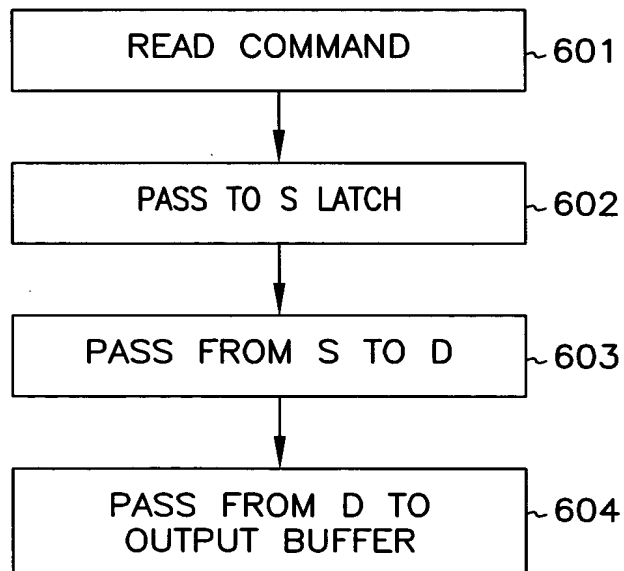 READ COMMAND
601
PASS TO S LATCH
602
PASS FROM S TO D
603
PASS FROM D TO
OUTPUT BUFFER
604